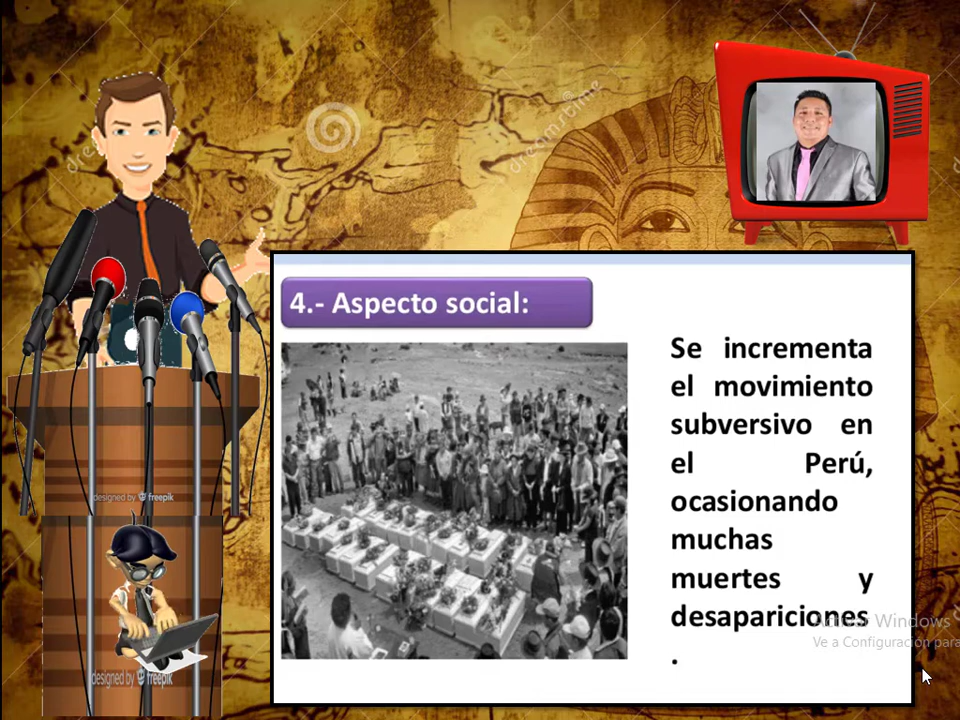 dreamstime
4.- Aspecto social:
Se incrementa
el movimiento
subversivo en
el Perú,
ocasionando
muchas
muertes y
desapariciones
.
Activar Windows
Ve a Configuración para
designed by freepik
designed by freepik